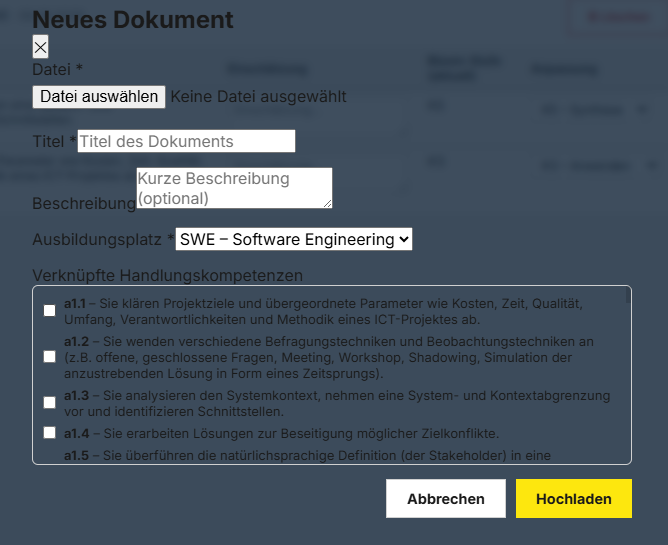 Neues Dokument
×
Datei *
Datei auswählen Keine Datei ausgewählt
Titel * Titel des Dokuments
Kurze Beschreibung
(optional)
Beschreibung
Ausbildungsplatz * SWE – Software Engineering
Verknüpfte Handlungskompetenzen
a1.1 – Sie klären Projektziele und übergeordnete Parameter wie Kosten, Zeit, Qualität,
Umfang, Verantwortlichkeiten und Methodik eines ICT-Projektes ab.
a1.2 – Sie wenden verschiedene Befragungstechniken und Beobachtungstechniken an
(z.B. offene, geschlossene Fragen, Meeting, Workshop, Shadowing, Simulation der
anzustrebenden Lösung in Form eines Zeitsprungs).
a1.3 – Sie analysieren den Systemkontext, nehmen eine System- und Kontextabgrenzung
vor und identifizieren Schnittstellen.
a1.4 – Sie erarbeiten Lösungen zur Beseitigung möglicher Zielkonflikte.
a1.5 – Sie überführen die natürlichsprachige Definition (der Stakeholder) in eine
Abbrechen Hochladen